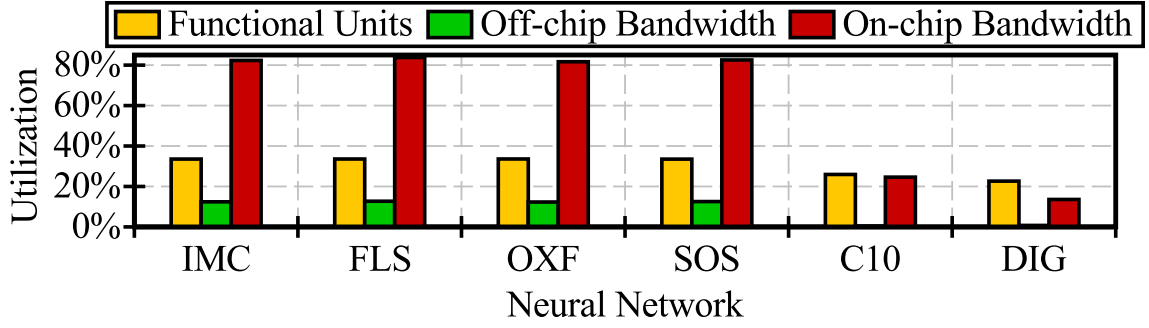 Functional Units Off-chip Bandwidth On-chip Bandwidth
Utilization
80%
60%
40%
20%
0%
IMC FLS OXF SOS C10 DIG
Neural Network